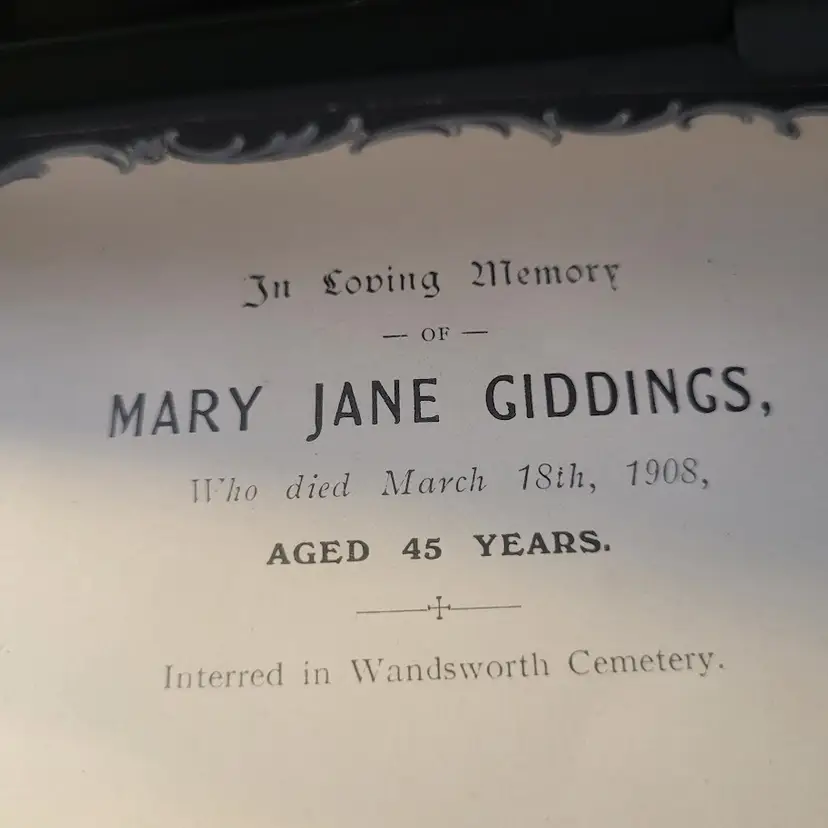 In Loving Memory
— OF —
MARY JANE GIDDINGS,
Who died March 18th, 1908,
AGED 45 YEARS.
Interred in Wandsworth Cemetery.